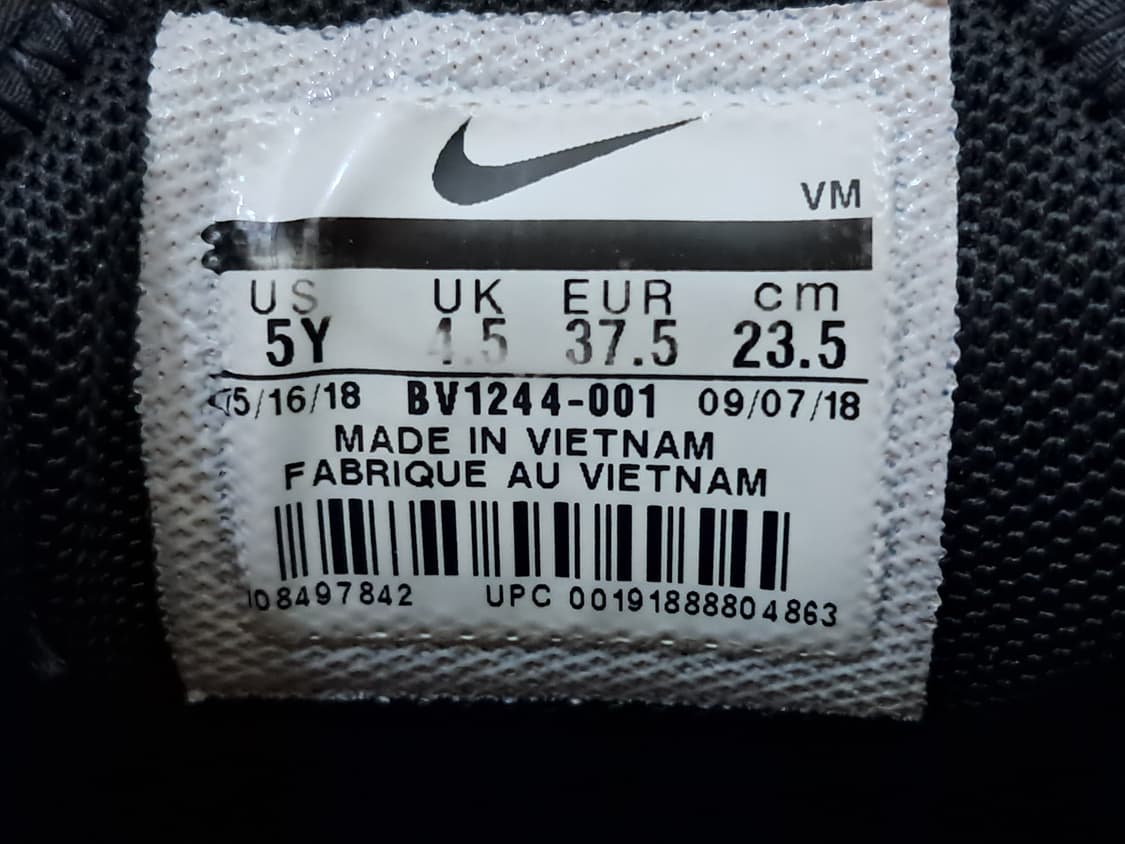 VM
US UK EUR cm
5Y 4.5 37.5 23.5
05/16/18 BV1244-001 09/07/18
MADE IN VIETNAM
FABRIQUE AU VIETNAM
108497842 UPC 00191888804863